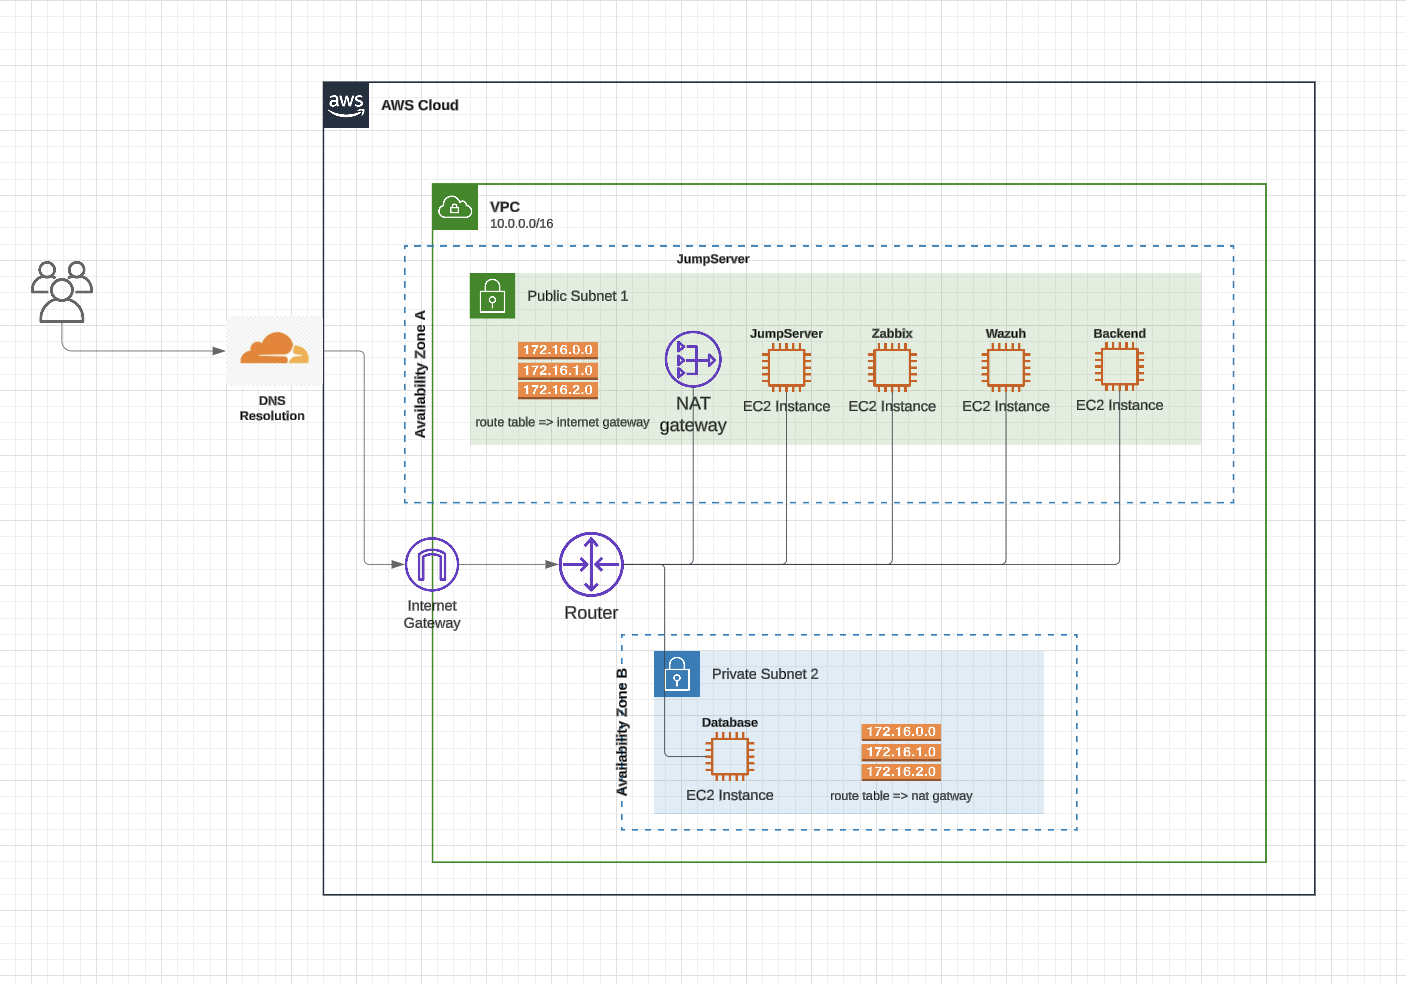 aws
AWS Cloud
VPC
10.0.0.0/16
JumpServer
Availability Zone A
Public Subnet 1
172.16.0.0
172.16.1.0
172.16.2.0
route table => internet gateway
NAT
gateway
JumpServer
EC2 Instance
Zabbix
EC2 Instance
Wazuh
EC2 Instance
Backend
EC2 Instance
DNS
Resolution
Internet
Gateway
Router
Availability Zone B
Private Subnet 2
Database
EC2 Instance
172.16.0.0
172.16.1.0
172.16.2.0
route table => nat gatway